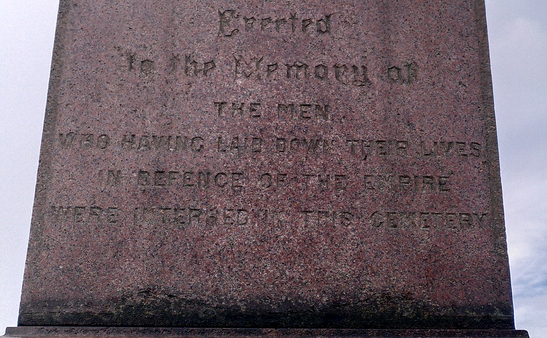 Erected
To the Memory of
THE MEN
WHO HAVING LAID DOWN THEIR LIVES
IN DEFENCE OF THE EMPIRE
WERE INTERRED IN THIS CEMETERY